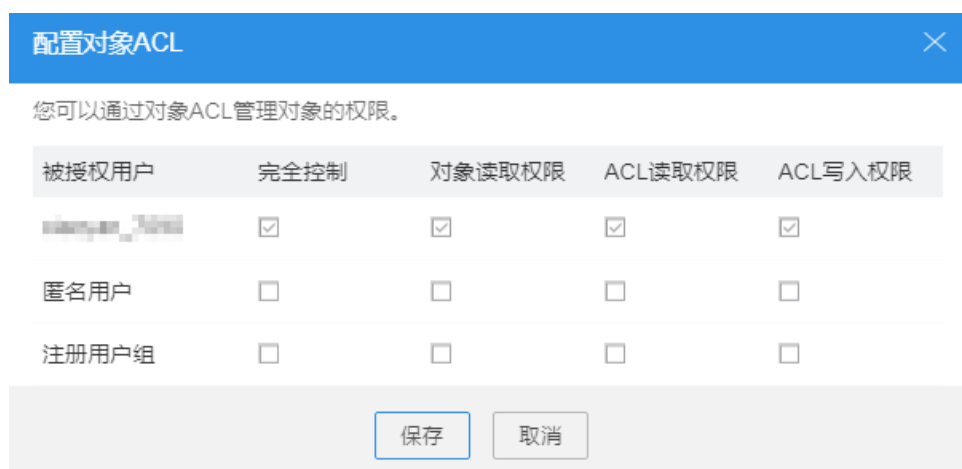 配置对象ACL
您可以通过对象ACL管理对象的权限。
被授权用户 完全控制 对象读取权限 ACL读取权限 ACL写入权限
匿名用户
注册用户组
保存 取消